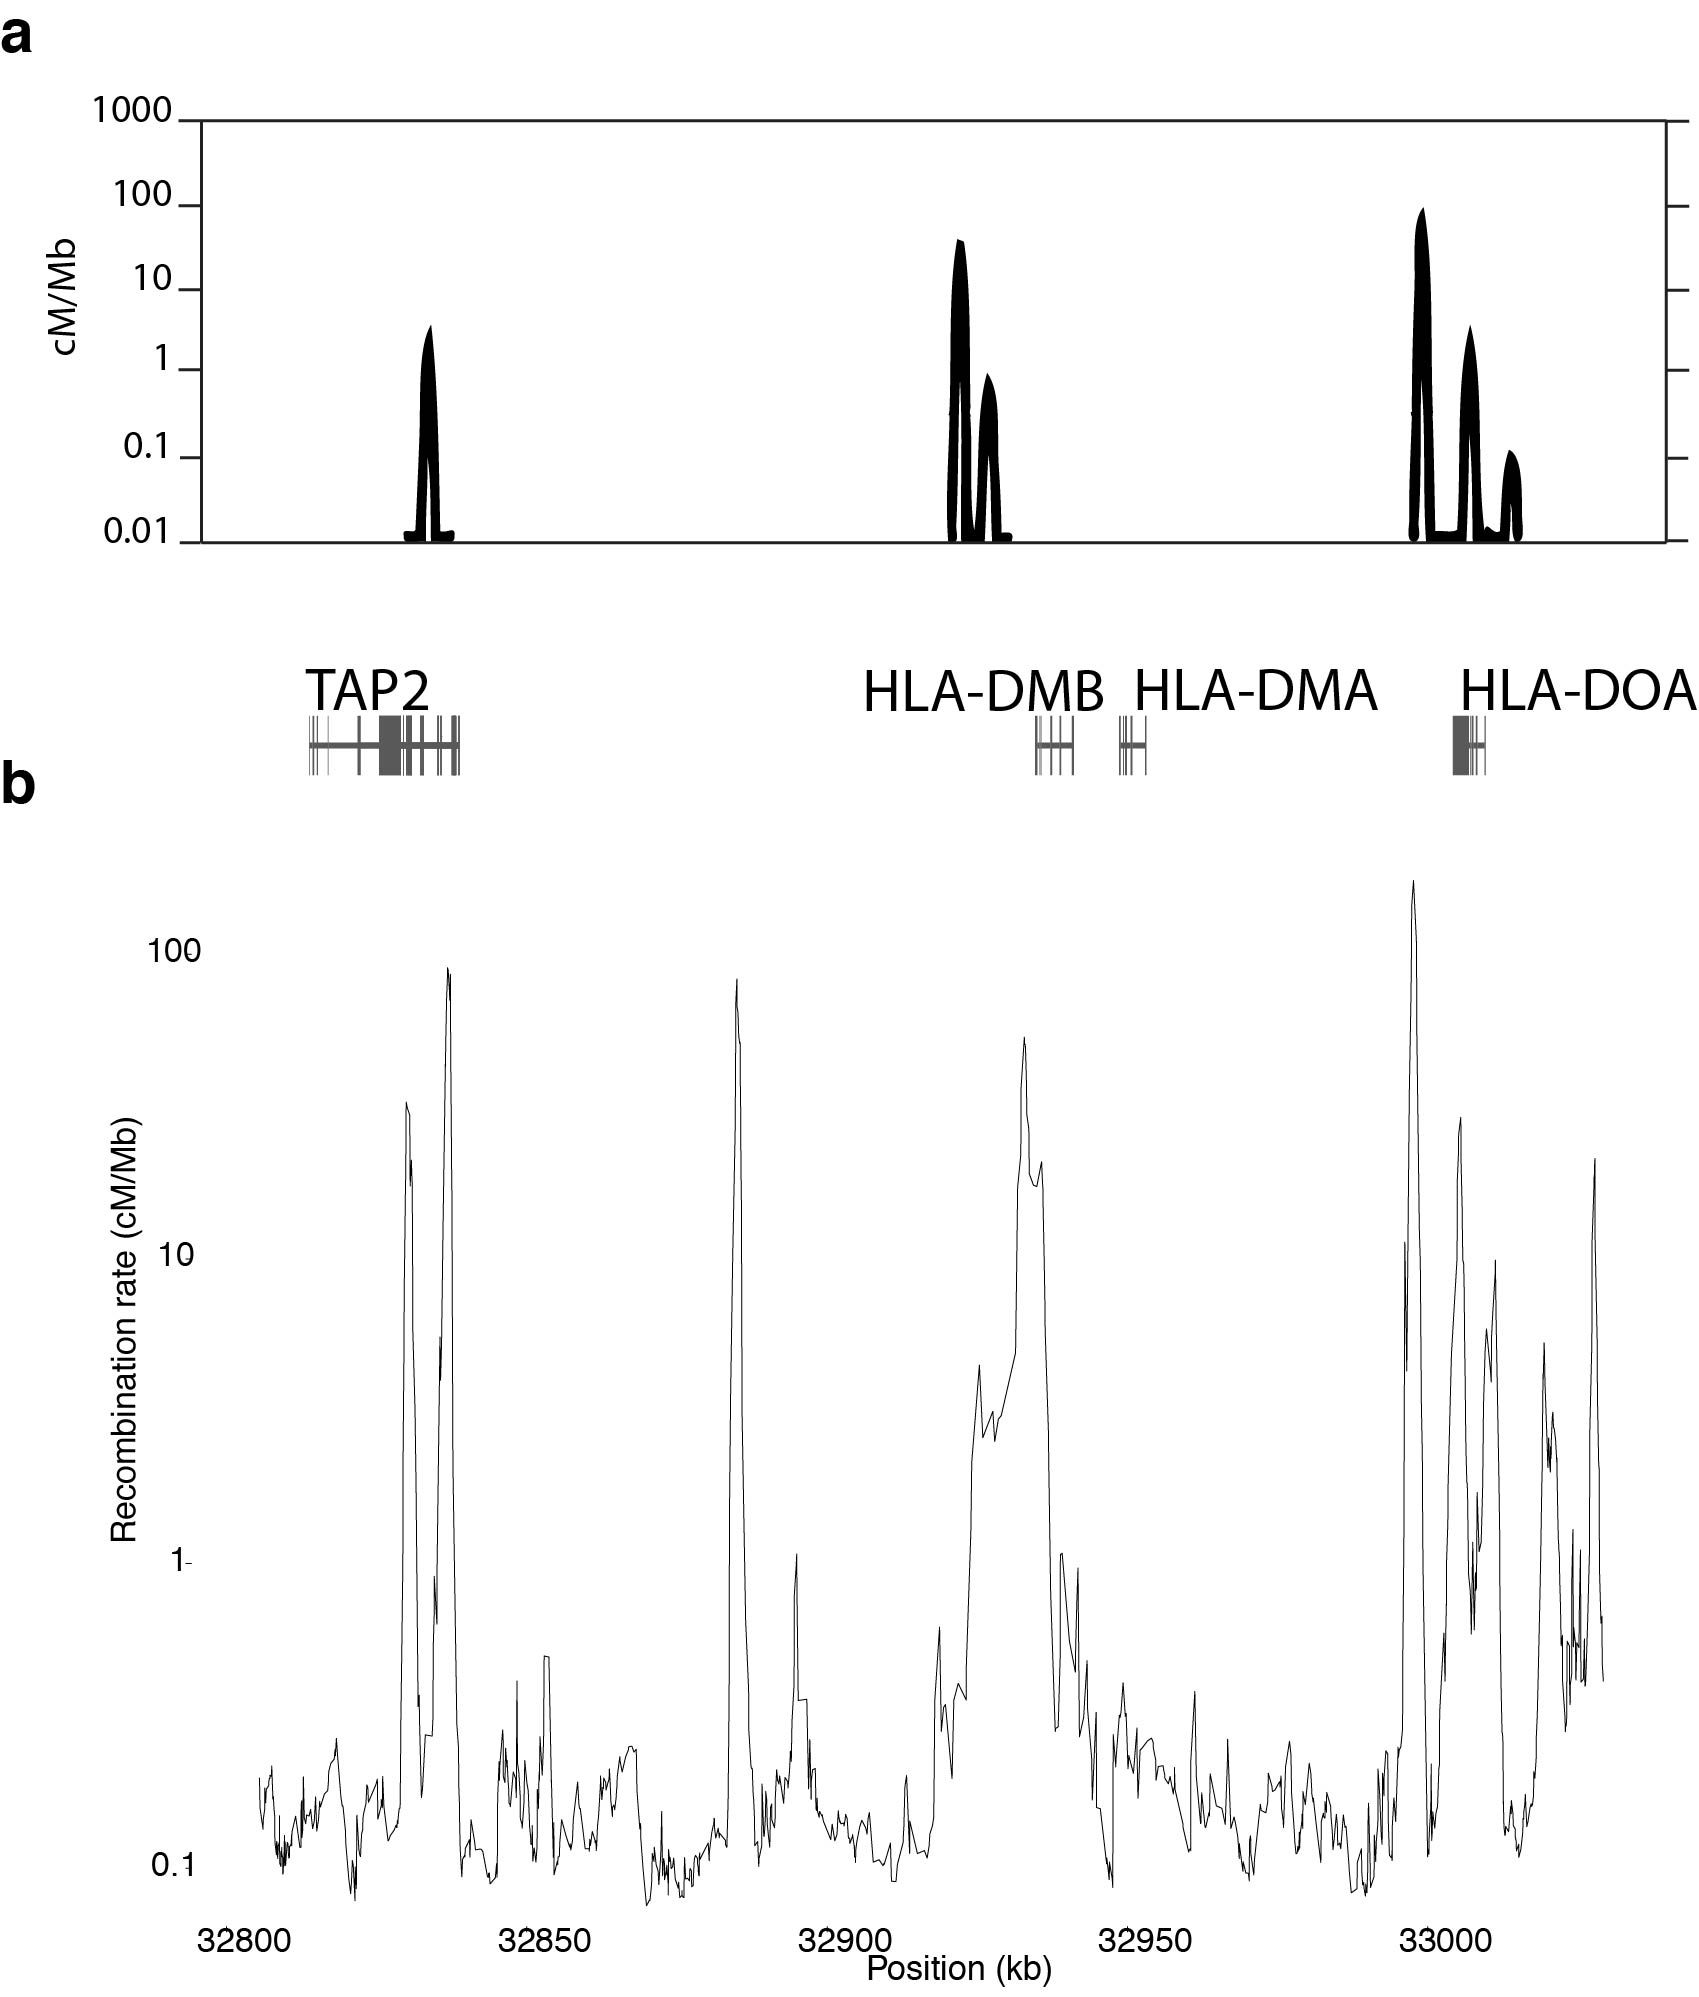 a
1000
100
10
1
0.1
0.01
cM/Mb
TAP2 HLA-DMB HLA-DMA HLA-DOA
b
100
10
1
0.1
Recombination rate (cM/Mb)
32800 32850 32900 32950 33000
Position (kb)